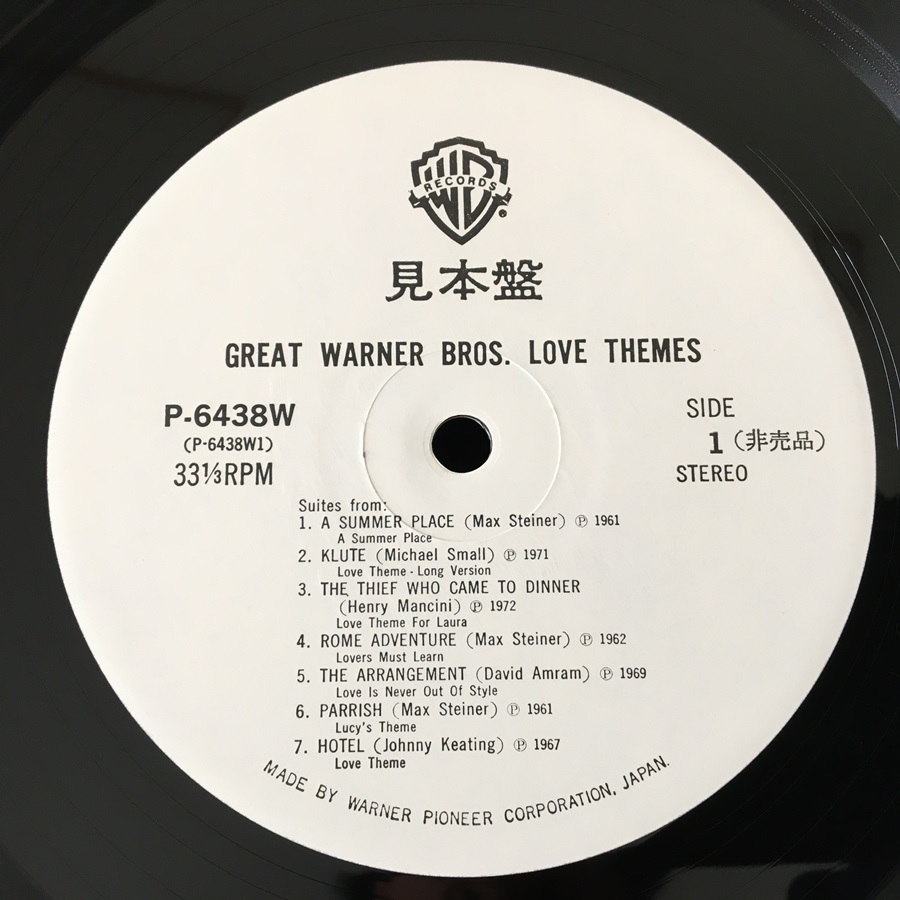 WB
RECORDS
®
見本盤
GREAT WARNER BROS. LOVE THEMES
P-6438W
(P-6438W1)
33⅓RPM
SIDE
1 (非売品)
STEREO
Suites from:
1. A SUMMER PLACE (Max Steiner) ℗ 1961
A Summer Place
2. KLUTE (Michael Small) ℗ 1971
Love Theme - Long Version
3. THE THIEF WHO CAME TO DINNER
(Henry Mancini) ℗ 1972
Love Theme For Laura
4. ROME ADVENTURE (Max Steiner) ℗ 1962
Lovers Must Learn
5. THE ARRANGEMENT (David Amram) ℗ 1969
Love Is Never Out Of Style
6. PARRISH (Max Steiner) ℗ 1961
Lucy's Theme
7. HOTEL (Johnny Keating) ℗ 1967
Love Theme
MADE BY WARNER PIONEER CORPORATION, JAPAN.